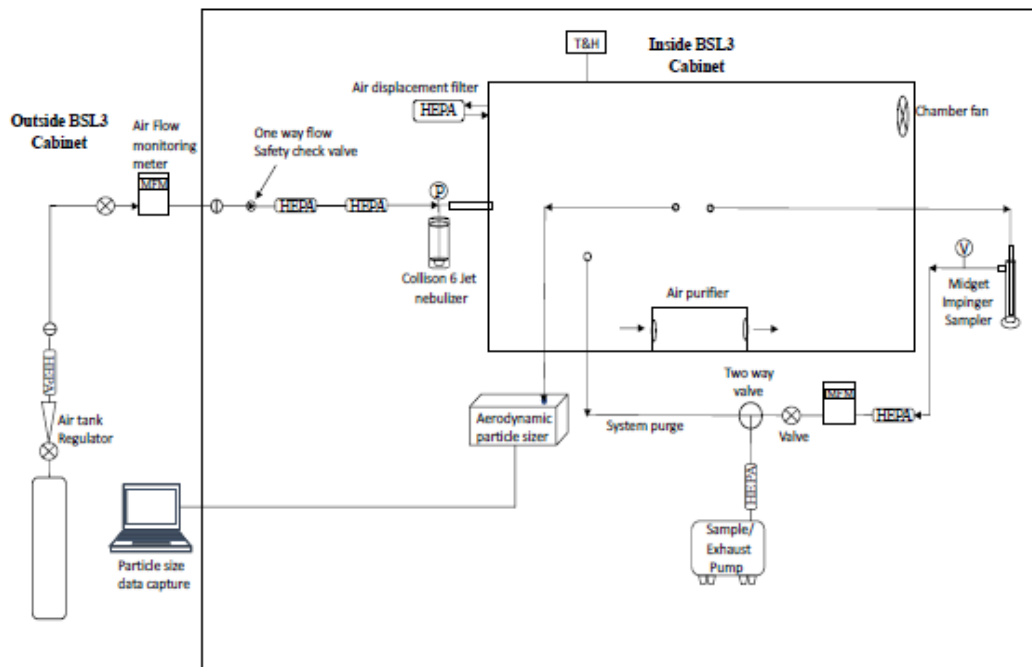 T&H
Inside BSL3
Cabinet
Air displacement filter
HEPA
Chamber fan
Outside BSL3
Cabinet
Air Flow
monitoring
meter
MFM
One way flow
Safety check valve
HEPA
HEPA
P
Collison 6 Jet
nebulizer
V
Midget
Impinger
Sampler
Air purifier
HEPA
Air tank
Regulator
Two way
valve
MFM
HEPA
Aerodynamic
particle sizer
System purge
Valve
HEPA
Sample/
Exhaust
Pump
Particle size
data capture